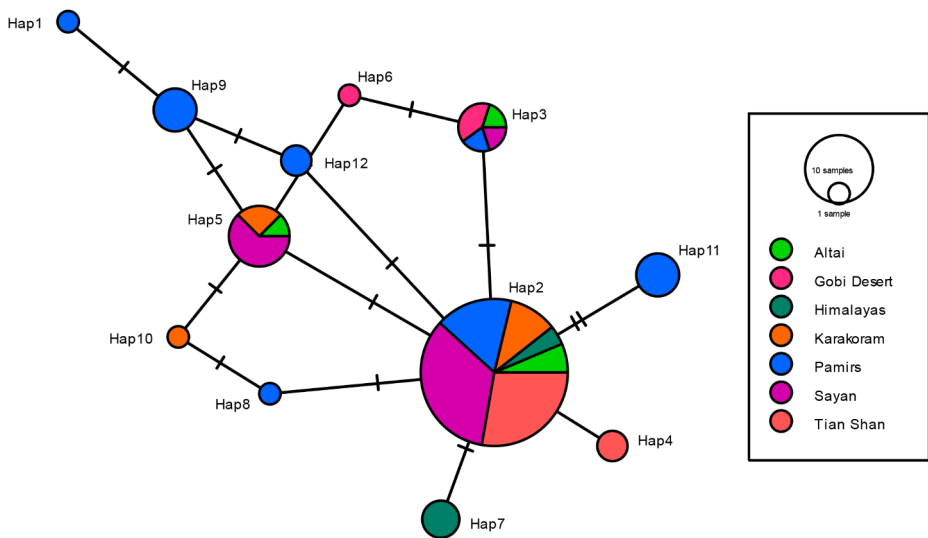 Hap1
Hap9
Hap6
Hap3
Hap12
Hap5
Hap11
Hap2
Hap10
Hap8
Hap4
Hap7
10 samples
1 sample
Altai
Gobi Desert
Himalayas
Karakoram
Pamirs
Sayan
Tian Shan